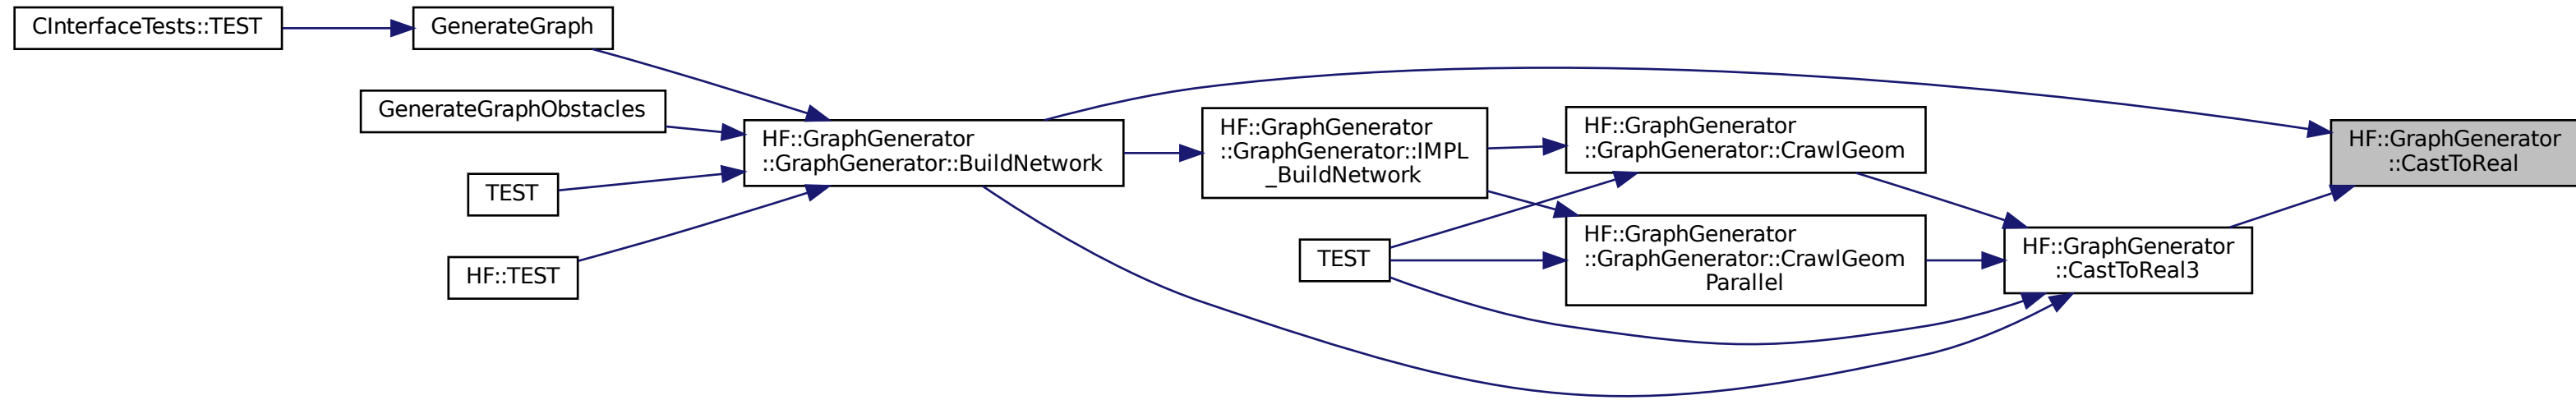 CInterfaceTests::TEST
GenerateGraph
GenerateGraphObstacles
TEST
HF::TEST
HF::GraphGenerator
::GraphGenerator::BuildNetwork
HF::GraphGenerator
::GraphGenerator::IMPL
_BuildNetwork
TEST
HF::GraphGenerator
::GraphGenerator::CrawlGeom
HF::GraphGenerator
::GraphGenerator::CrawlGeom
Parallel
HF::GraphGenerator
::CastToReal3
HF::GraphGenerator
::CastToReal